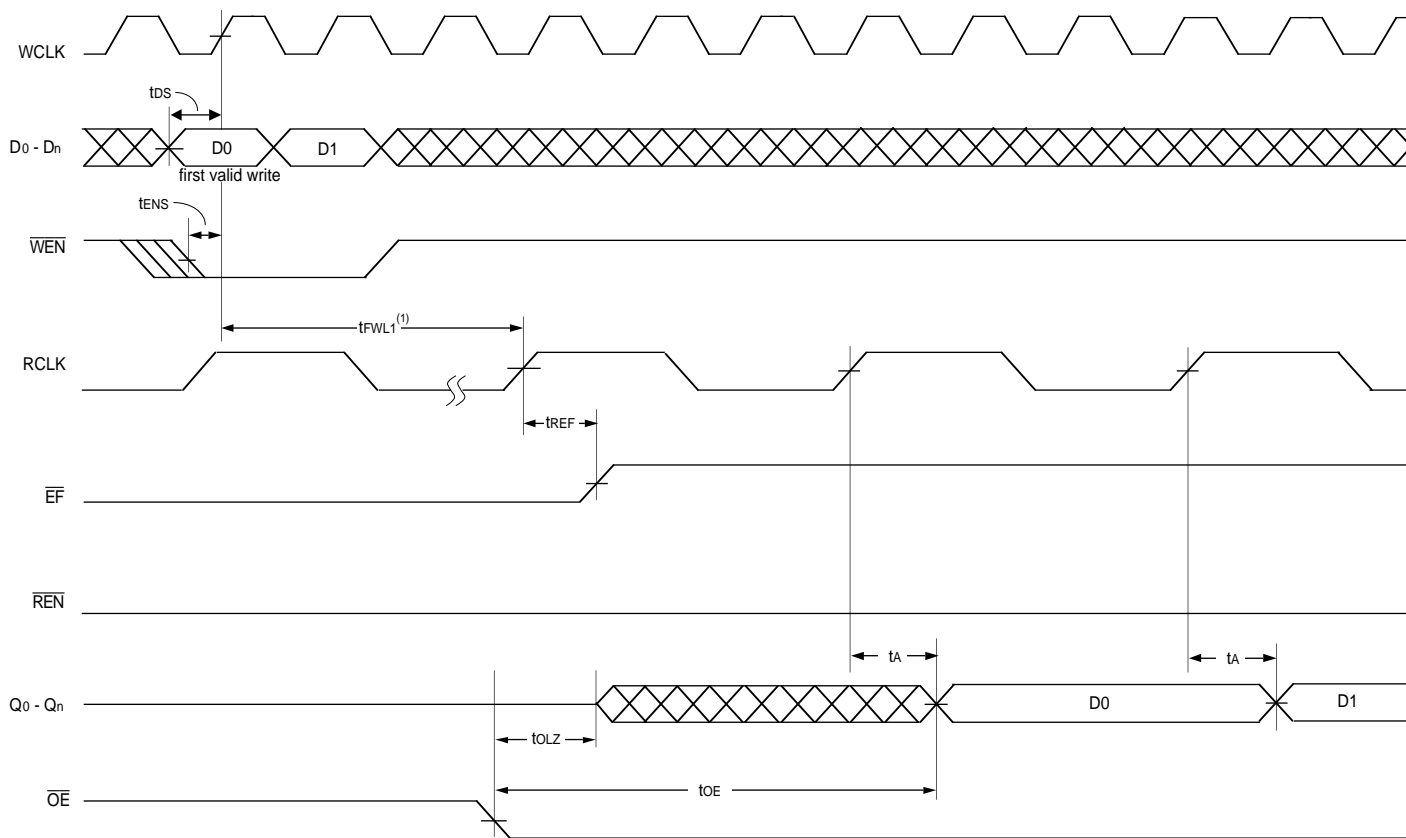 WCLK
tDS
D0 - Dn
D0
D1
first valid write
tENS
WEN
tFWL1(1)
RCLK
tREF
EF
REN
tA
tA
Q0 - Qn
D0
D1
tOLZ
tOE
OE